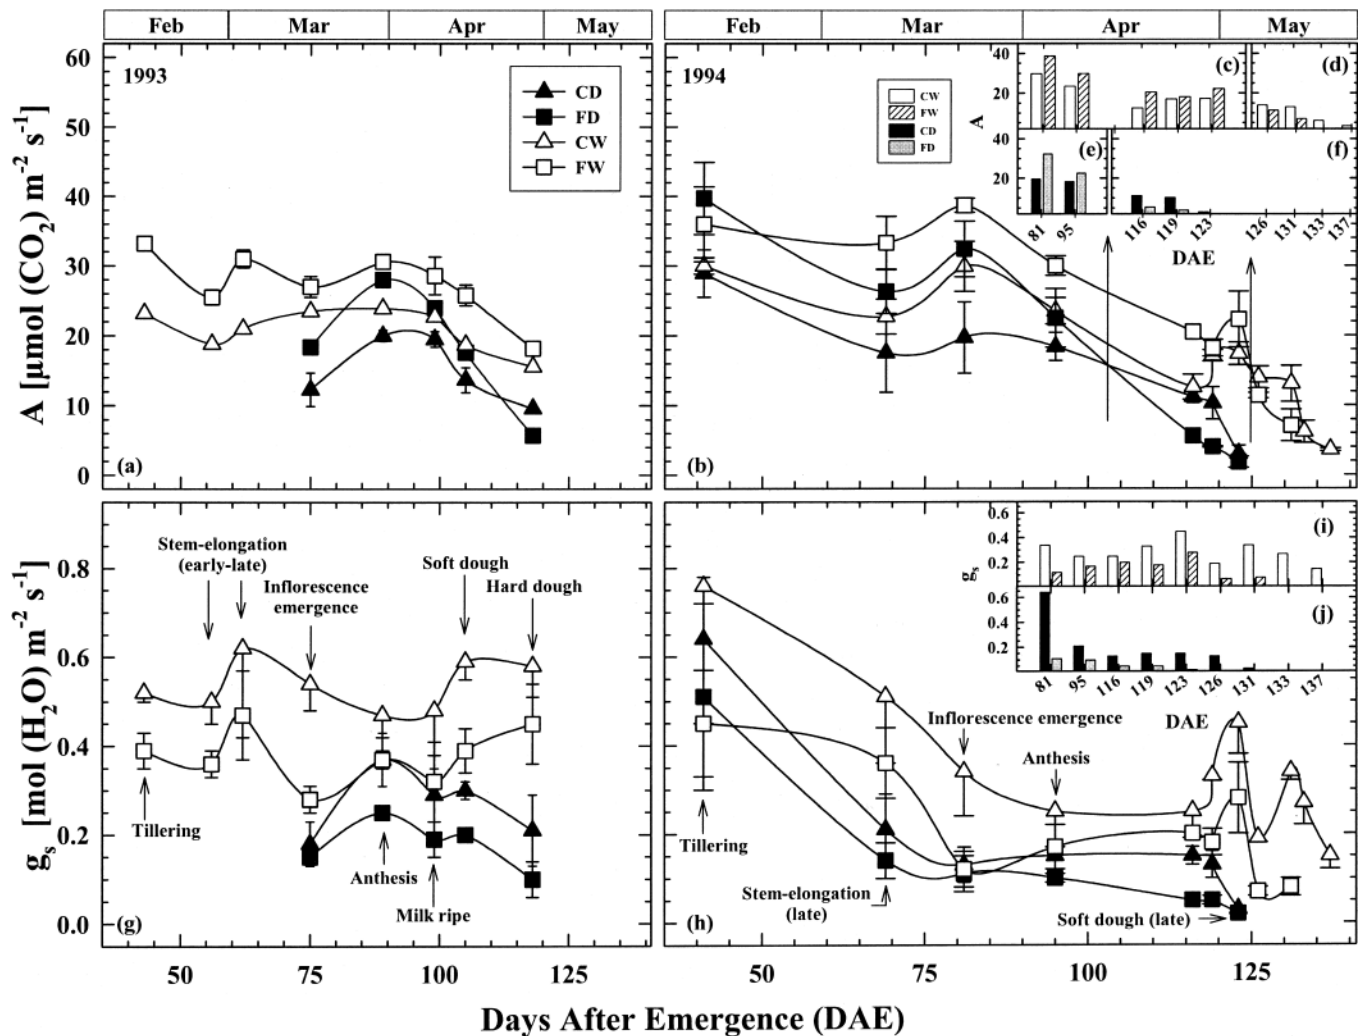 Feb Mar Apr May
Feb Mar Apr May
60
50
40
30
20
10
0
A [µmol (CO2) m-2 s-1]
1993
CD
FD
CW
FW
(a)
1994
CW
FW
CD
FD
(b)
A
40
20
(c)
(d)
40
20
(e)
(f)
81 95 116 119 123 126 131 133 137
DAE
0.8
0.6
0.4
0.2
0.0
gs [mol (H2O) m-2 s-1]
Stem-elongation
(early-late)
Inflorescence
emergence
Soft dough
Hard dough
Tillering
Anthesis
Milk ripe
(g)
gs
0.6
0.4
0.2
(i)
0.6
0.4
0.2
(j)
81 95 116 119 123 126 131 133 137
DAE
Inflorescence emergence
Anthesis
Tillering
Stem-elongation
(late)
Soft dough (late)
(h)
50 75 100 125
50 75 100 125
Days After Emergence (DAE)